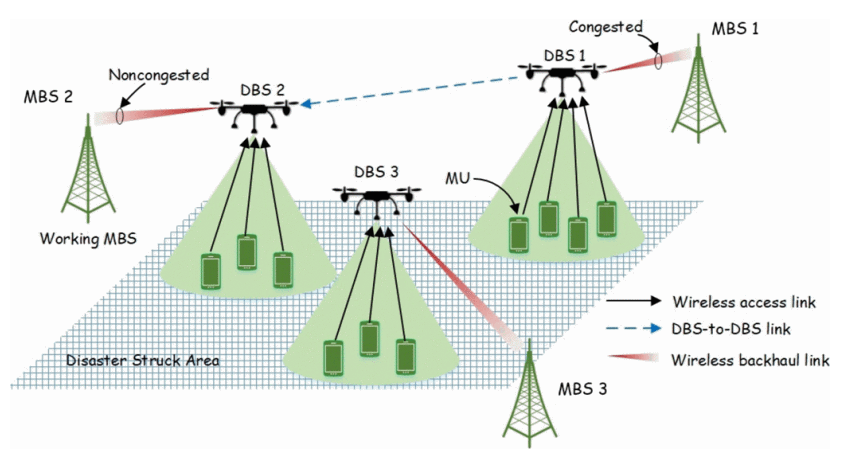 Congested
MBS 1
DBS 1
Noncongested
MBS 2
DBS 2
DBS 3
MU
Working MBS
Wireless access link
DBS-to-DBS link
Disaster Struck Area
Wireless backhaul link
MBS 3